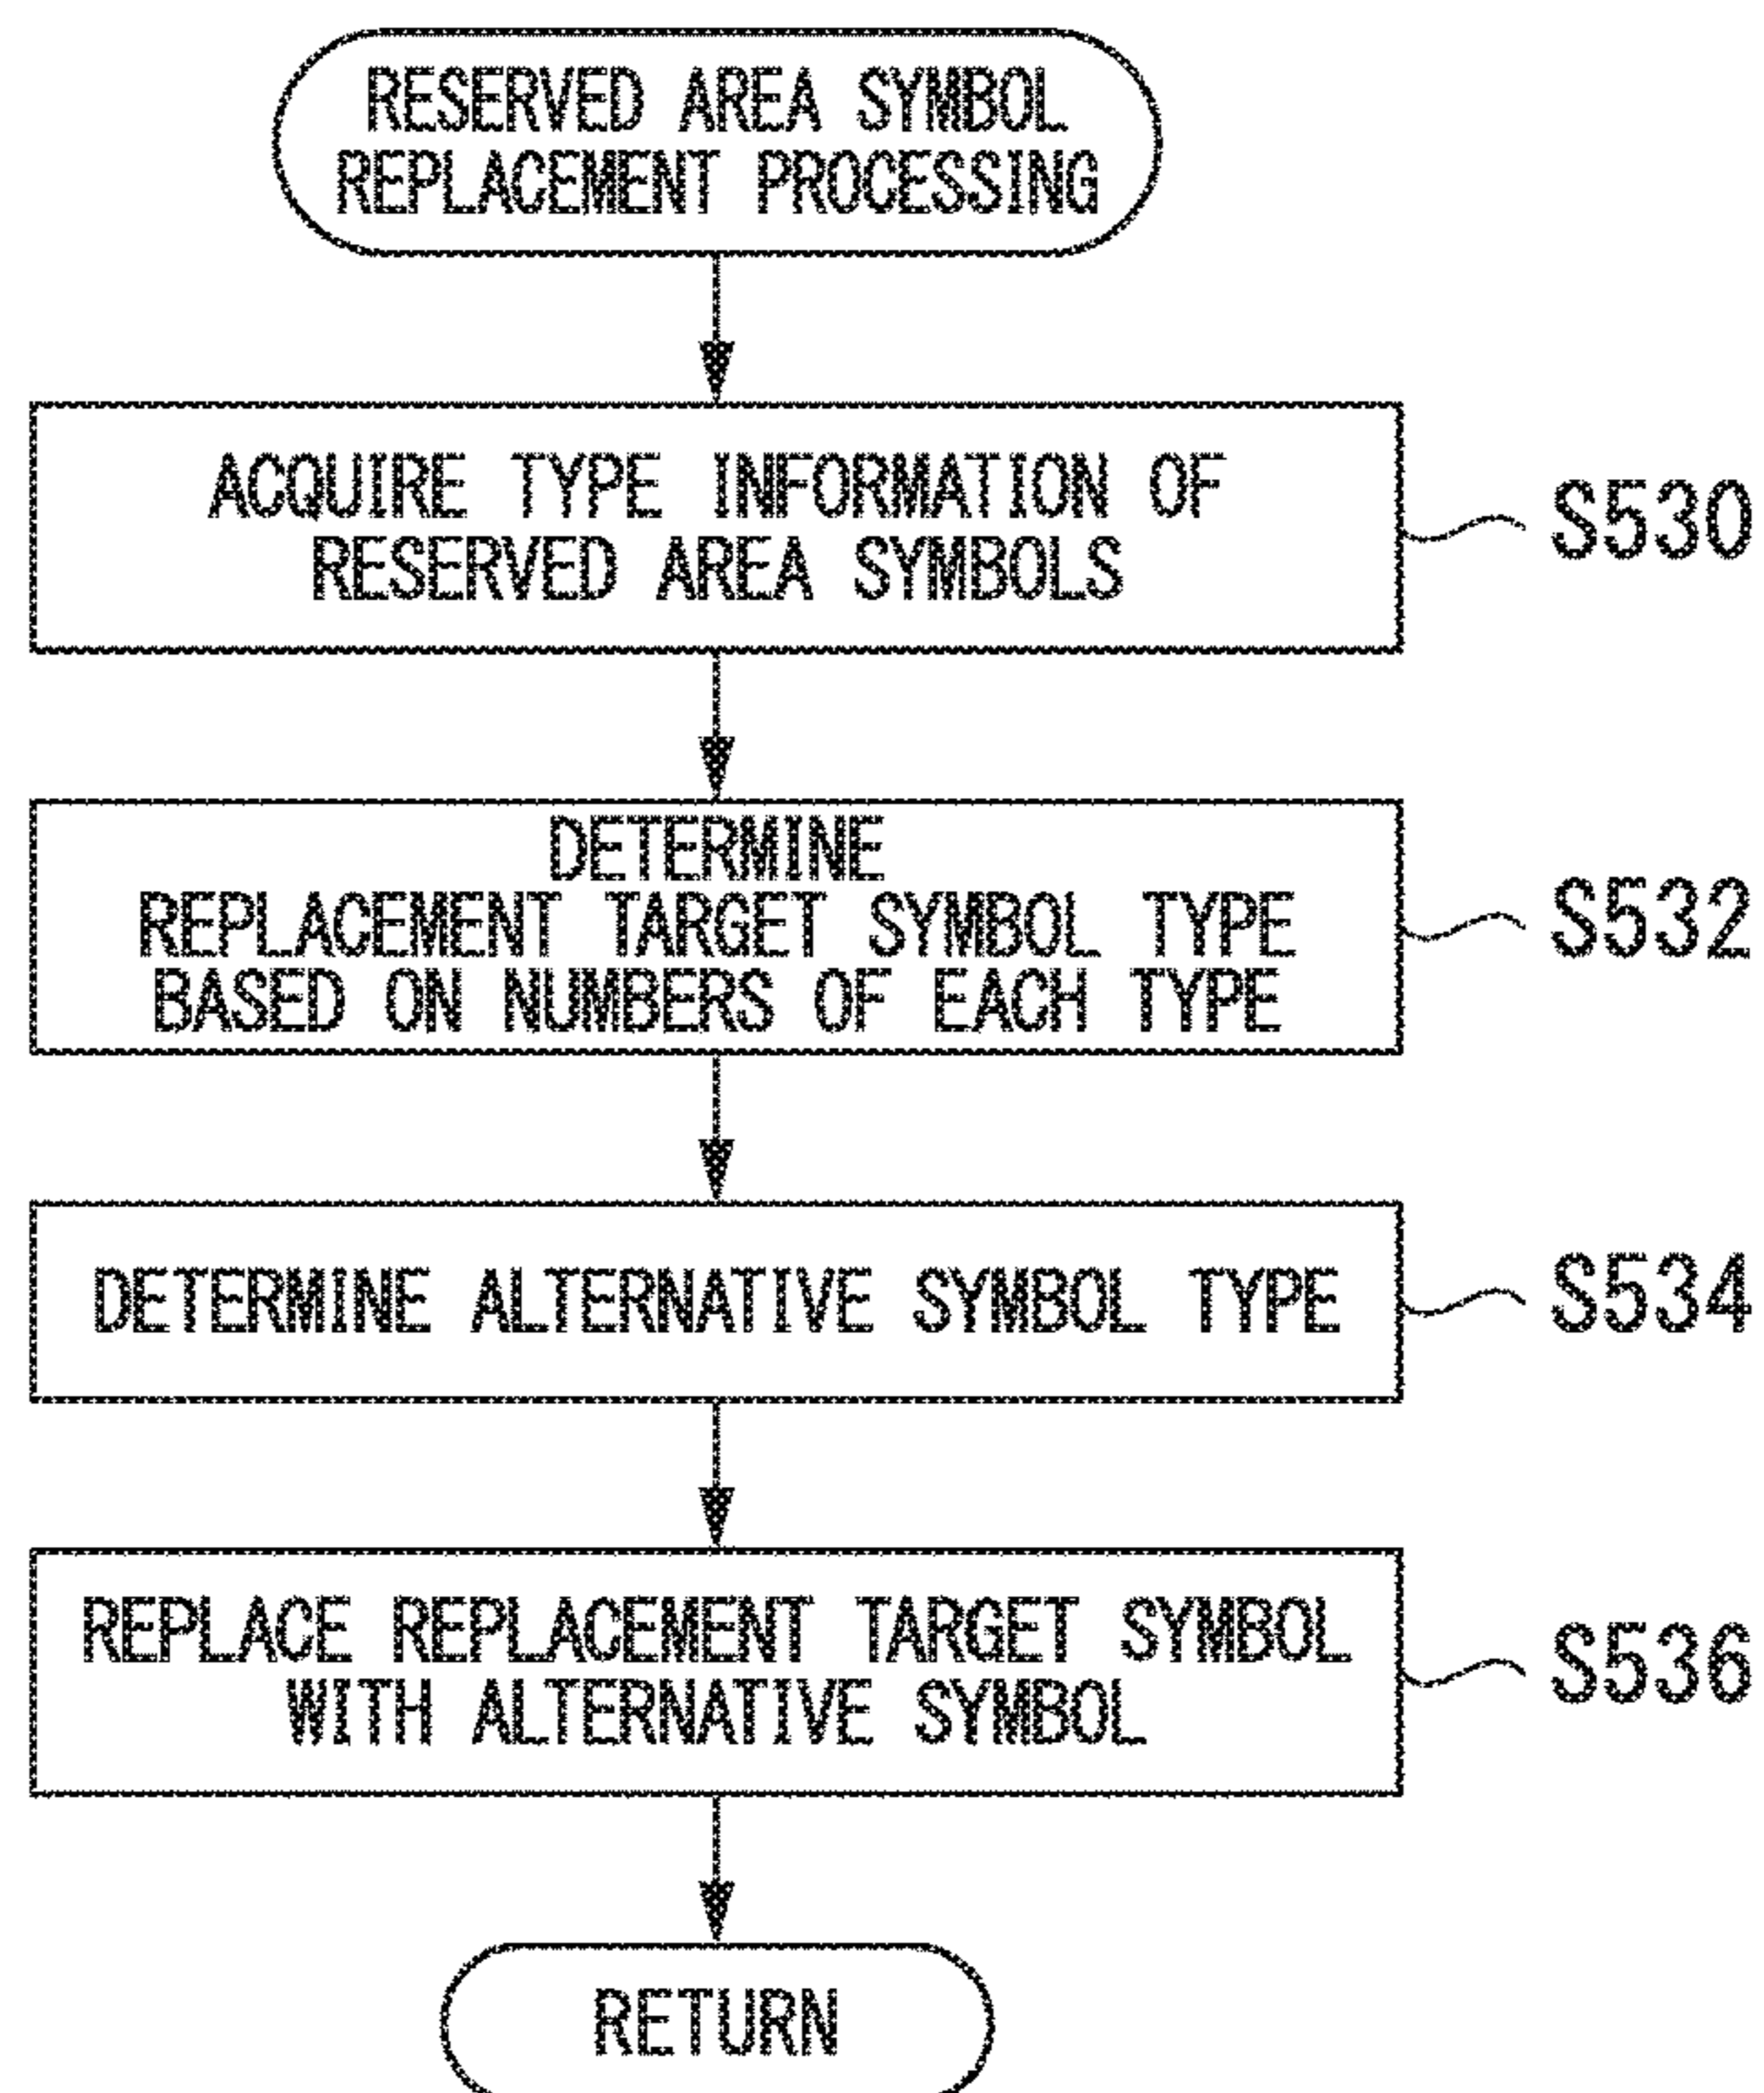 RESERVED AREA SYMBOL
REPLACEMENT PROCESSING
ACQUIRE TYPE INFORMATION OF
RESERVED AREA SYMBOLS
S530
DETERMINE
REPLACEMENT TARGET SYMBOL TYPE
BASED ON NUMBERS OF EACH TYPE
S532
DETERMINE ALTERNATIVE SYMBOL TYPE
S534
REPLACE REPLACEMENT TARGET SYMBOL
WITH ALTERNATIVE SYMBOL
S536
RETURN